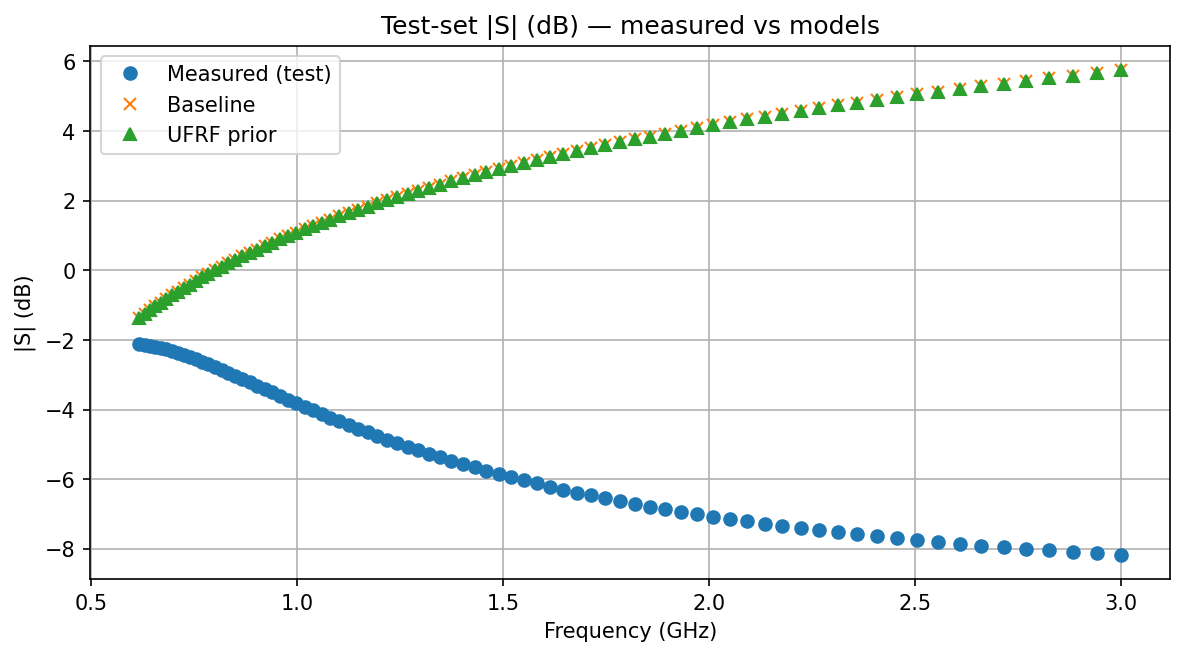 Test-set |S| (dB) — measured vs models
Measured (test)
Baseline
UFRF prior
|S| (dB)
6
4
2
0
−2
−4
−6
−8
0.5 1.0 1.5 2.0 2.5 3.0
Frequency (GHz)